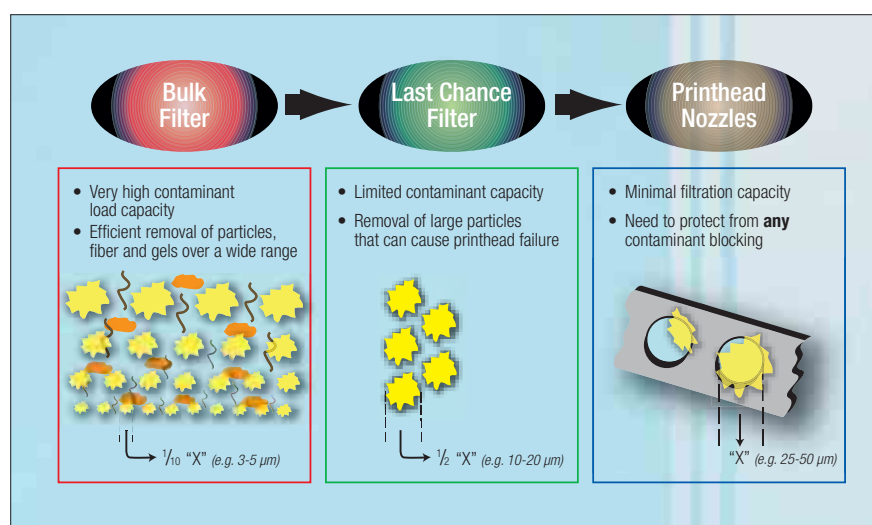 Bulk
Filter
Last Chance
Filter
Printhead
Nozzles
• Very high contaminant
load capacity
• Efficient removal of particles,
fiber and gels over a wide range
1/10 “X” (e.g. 3-5 µm)
• Limited contaminant capacity
• Removal of large particles
that can cause printhead failure
1/2 “X” (e.g. 10-20 µm)
• Minimal filtration capacity
• Need to protect from any
contaminant blocking
“X” (e.g. 25-50 µm)